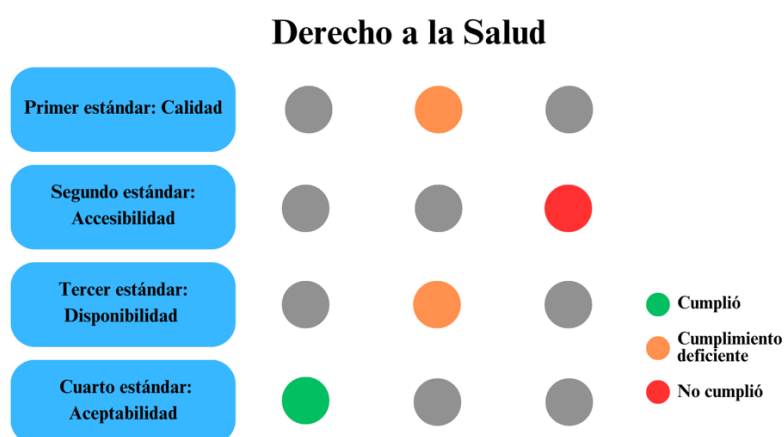 Derecho a la Salud
Primer estándar: Calidad
Segundo estándar:
Accesibilidad
Tercer estándar:
Disponibilidad
Cuarto estándar:
Aceptabilidad
Cumplió
Cumplimiento
deficiente
No cumplió